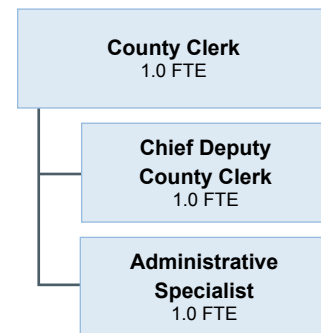 County Clerk
1.0 FTE
Chief Deputy
County Clerk
1.0 FTE
Administrative
Specialist
1.0 FTE